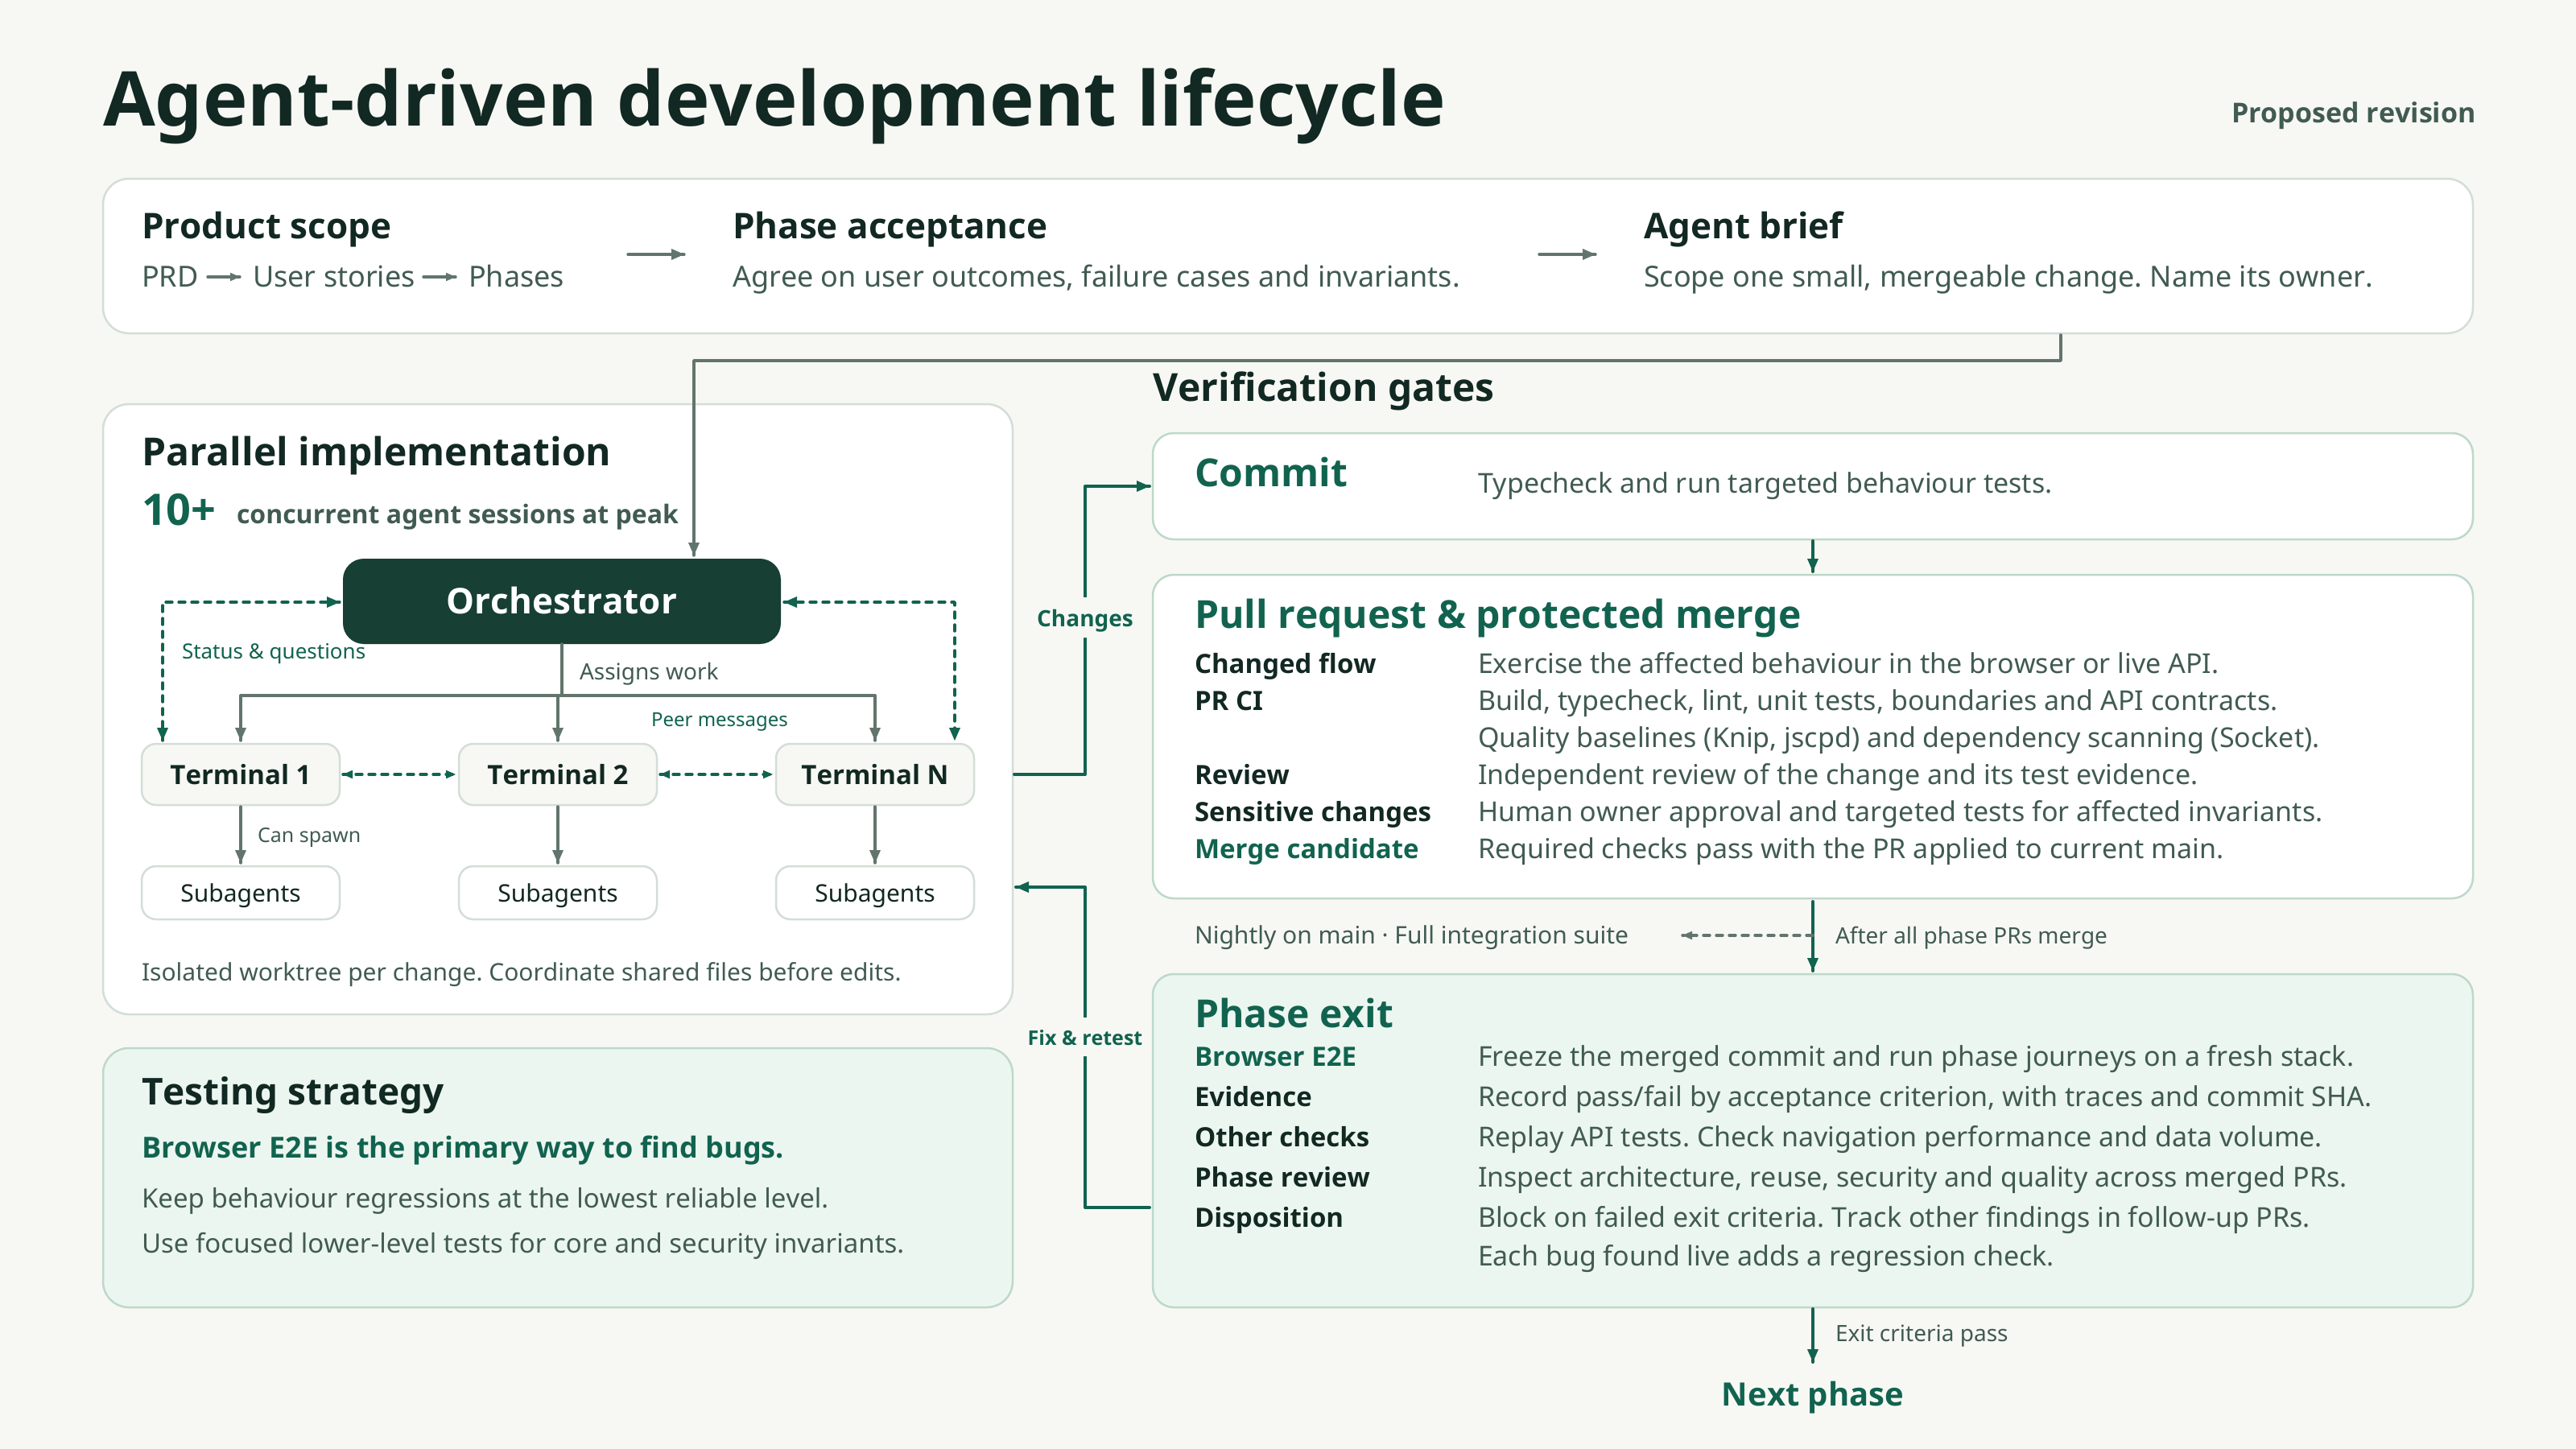 Agent-driven development lifecycle
Proposed revision
Product scope
PRD User stories Phases
Phase acceptance
Agree on user outcomes, failure cases and invariants.
Agent brief
Scope one small, mergeable change. Name its owner.
Parallel implementation
10+ concurrent agent sessions at peak
Orchestrator
Status & questions
Assigns work
Peer messages
Terminal 1
Terminal 2
Terminal N
Can spawn
Subagents
Subagents
Subagents
Isolated worktree per change. Coordinate shared files before edits.
Testing strategy
Browser E2E is the primary way to find bugs.
Keep behaviour regressions at the lowest reliable level.
Use focused lower-level tests for core and security invariants.
Changes
Fix & retest
Verification gates
Commit
Typecheck and run targeted behaviour tests.
Pull request & protected merge
Changed flow Exercise the affected behaviour in the browser or live API.
PR CI Build, typecheck, lint, unit tests, boundaries and API contracts.
Quality baselines (Knip, jscpd) and dependency scanning (Socket).
Review Independent review of the change and its test evidence.
Sensitive changes Human owner approval and targeted tests for affected invariants.
Merge candidate Required checks pass with the PR applied to current main.
Nightly on main · Full integration suite
After all phase PRs merge
Phase exit
Browser E2E Freeze the merged commit and run phase journeys on a fresh stack.
Evidence Record pass/fail by acceptance criterion, with traces and commit SHA.
Other checks Replay API tests. Check navigation performance and data volume.
Phase review Inspect architecture, reuse, security and quality across merged PRs.
Disposition Block on failed exit criteria. Track other findings in follow-up PRs.
Each bug found live adds a regression check.
Exit criteria pass
Next phase